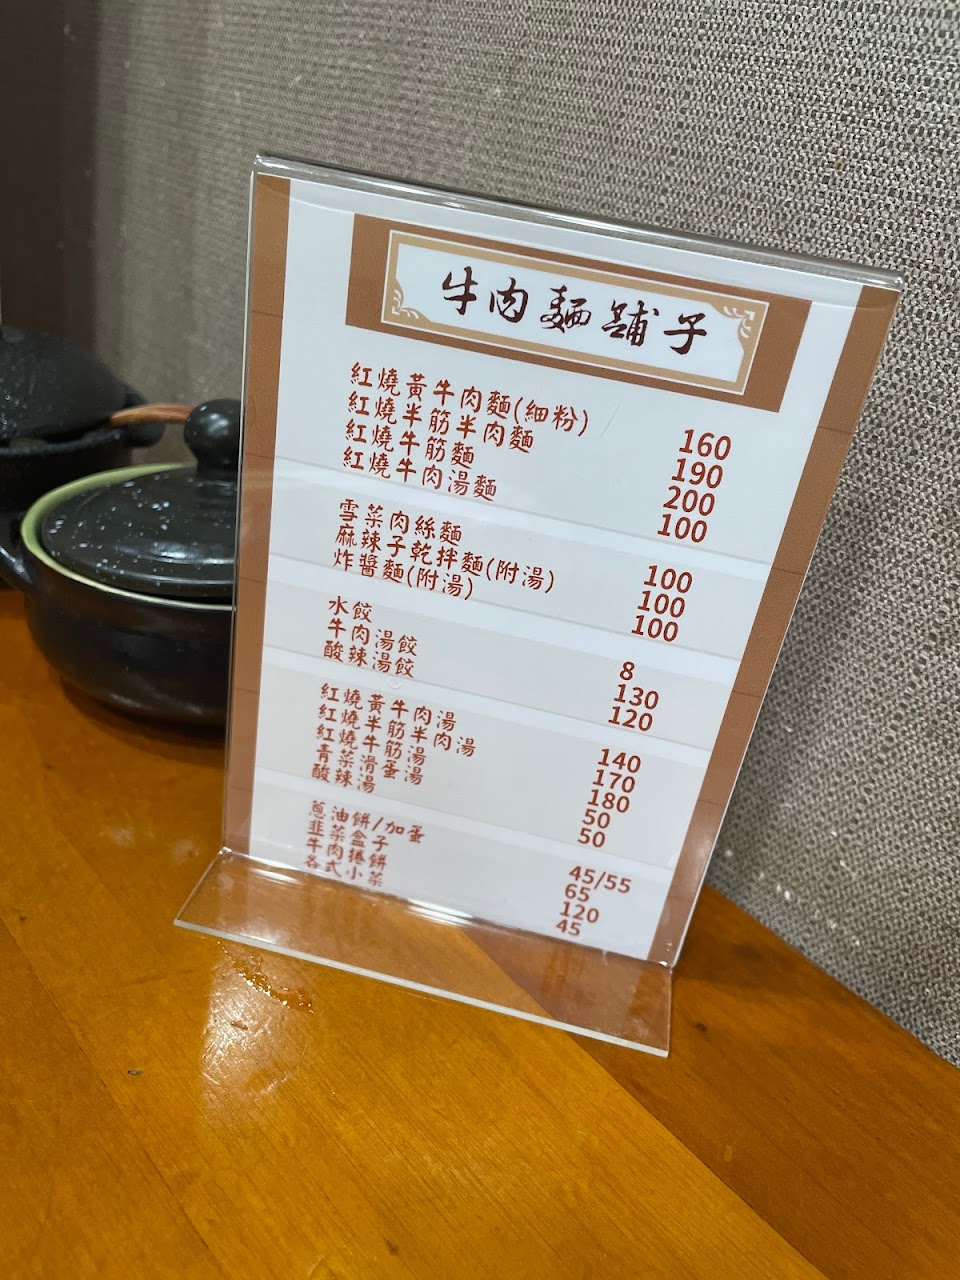 牛肉麵舖子
紅燒黃牛肉麵(細粉) 160
紅燒半筋半肉麵 190
紅燒牛筋麵 200
紅燒牛肉湯麵 100
雪菜肉絲麵 100
麻辣子乾拌麵(附湯) 100
炸醬麵(附湯) 100
水餃 8
牛肉湯餃 130
酸辣湯餃 120
紅燒黃牛肉湯 140
紅燒半筋半肉湯 170
紅燒牛筋湯 180
青菜滑蛋湯 50
酸辣湯 50
蔥油餅/加蛋 45/55
韭菜盒子 65
牛肉捲餅 120
各式小菜 45